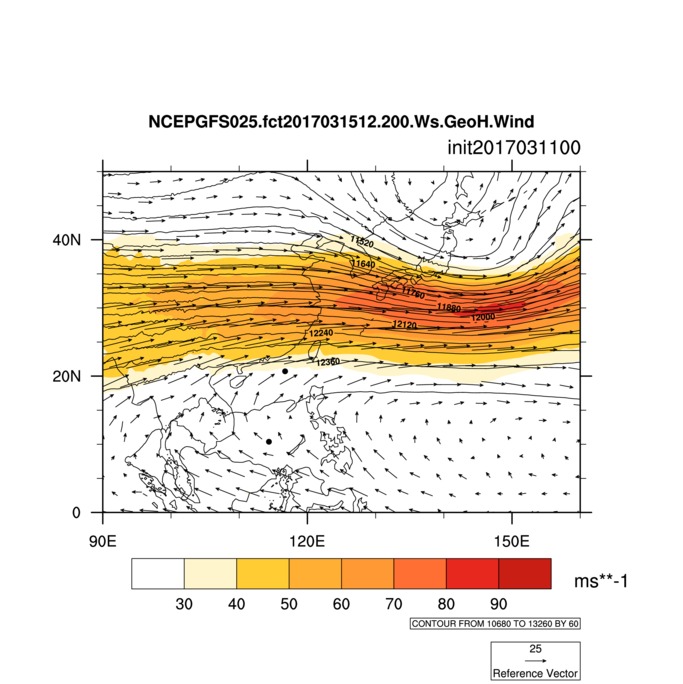 NCEPGFS025.fct2017031512.200.Ws.GeoH.Wind
init2017031100
40N
20N
0
11520
11640
11760
11880
12000
12120
12240
12360
90E 120E 150E
30 40 50 60 70 80 90
ms**-1
CONTOUR FROM 10680 TO 13260 BY 60
25
Reference Vector